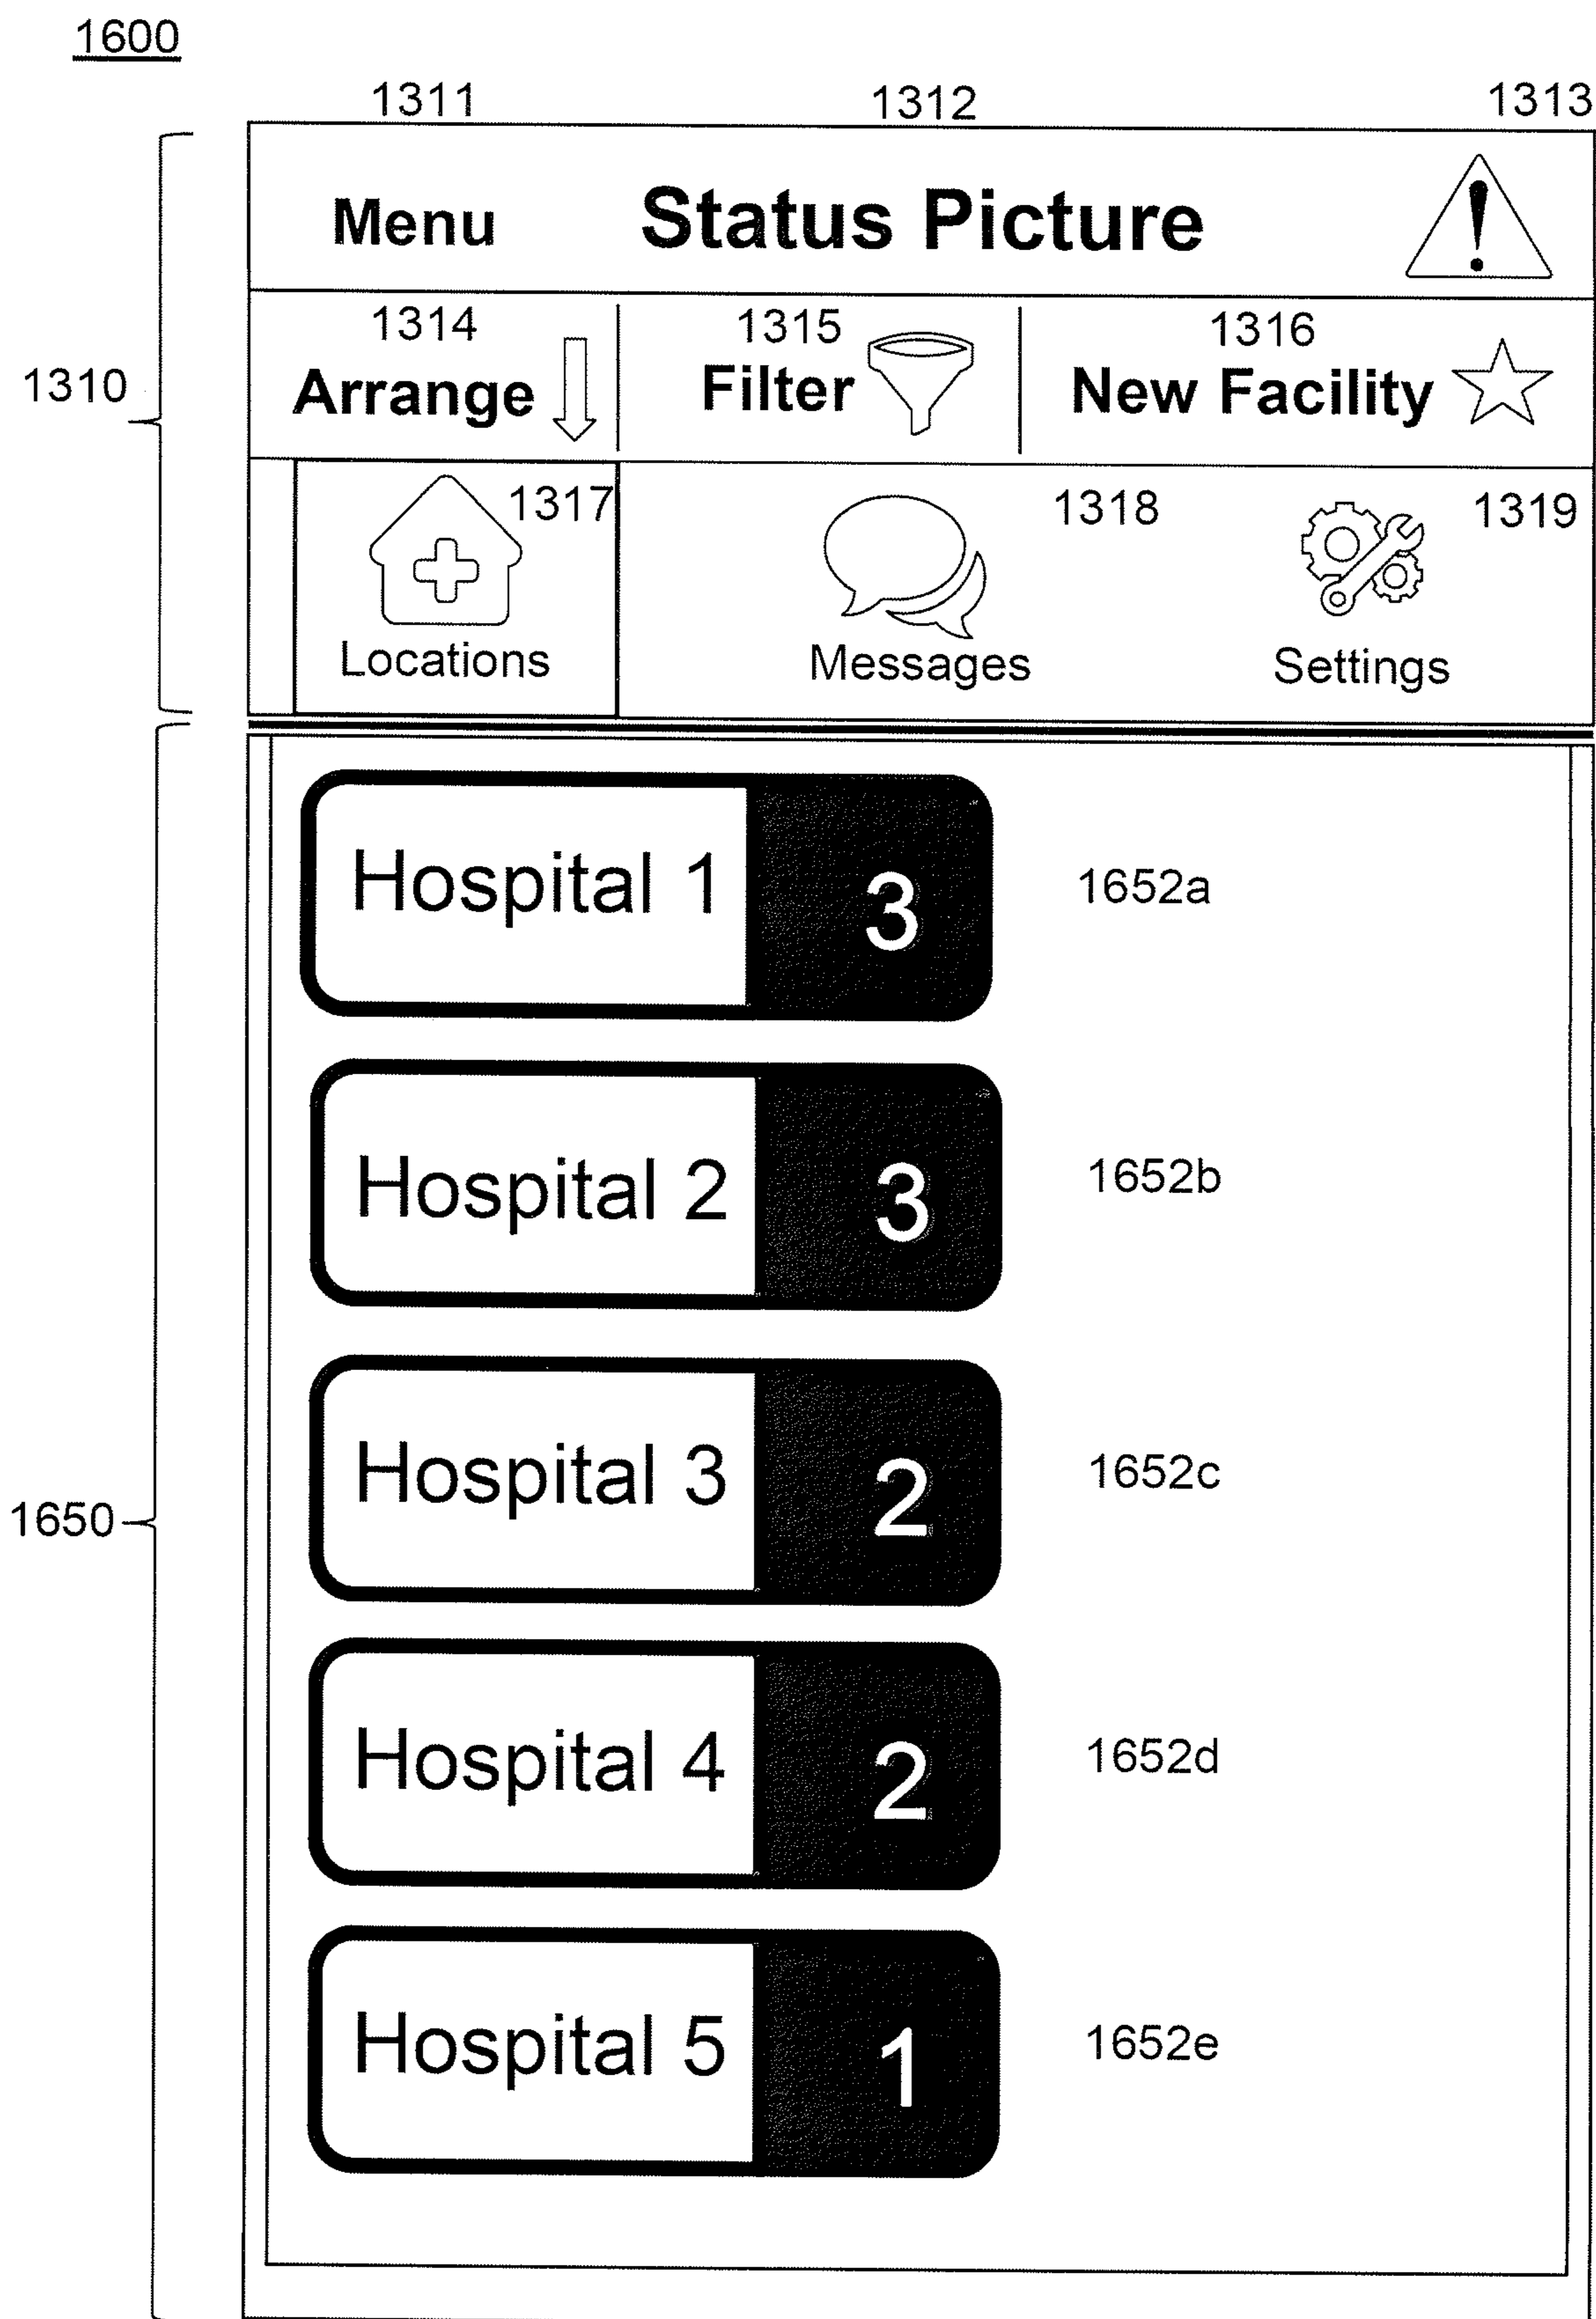 1600
1311 1312 1313
Menu Status Picture
1314 1315 1316
1310
Arrange Filter New Facility
1317 1318 1319
Locations Messages Settings
Hospital 1 3 1652a
Hospital 2 3 1652b
Hospital 3 2 1652c
1650
Hospital 4 2 1652d
Hospital 5 1 1652e